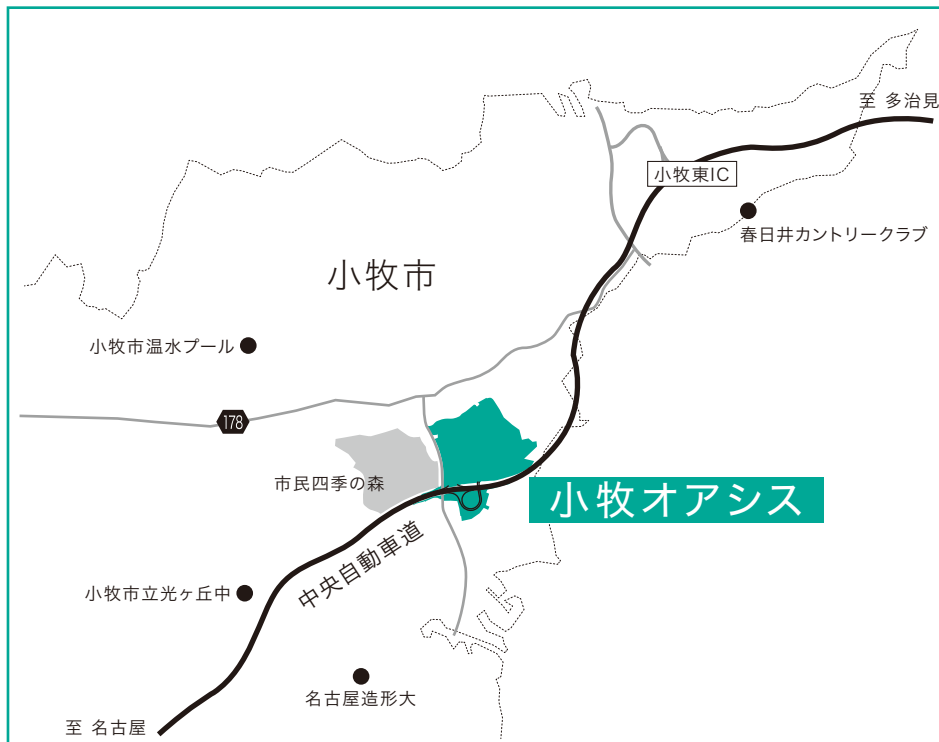 至 多治見
小牧東IC
春日井カントリークラブ
小牧市
小牧市温水プール
178
市民四季の森
小牧オアシス
中央自動車道
小牧市立光ヶ丘中
名古屋造形大
至 名古屋